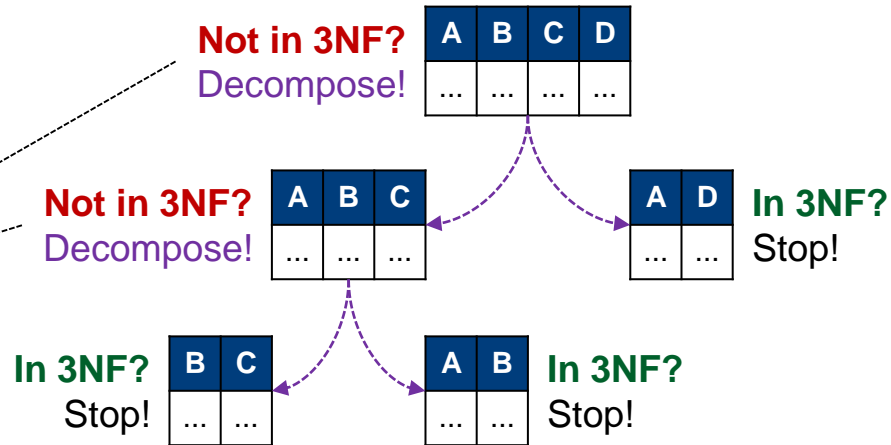 Not in 3NF?
Decompose!
A B C D
... ... ... ...
Not in 3NF?
Decompose!
A B C
... ... ...
A D
... ...
In 3NF?
Stop!
In 3NF?
Stop!
B C
... ...
A B
... ...
In 3NF?
Stop!